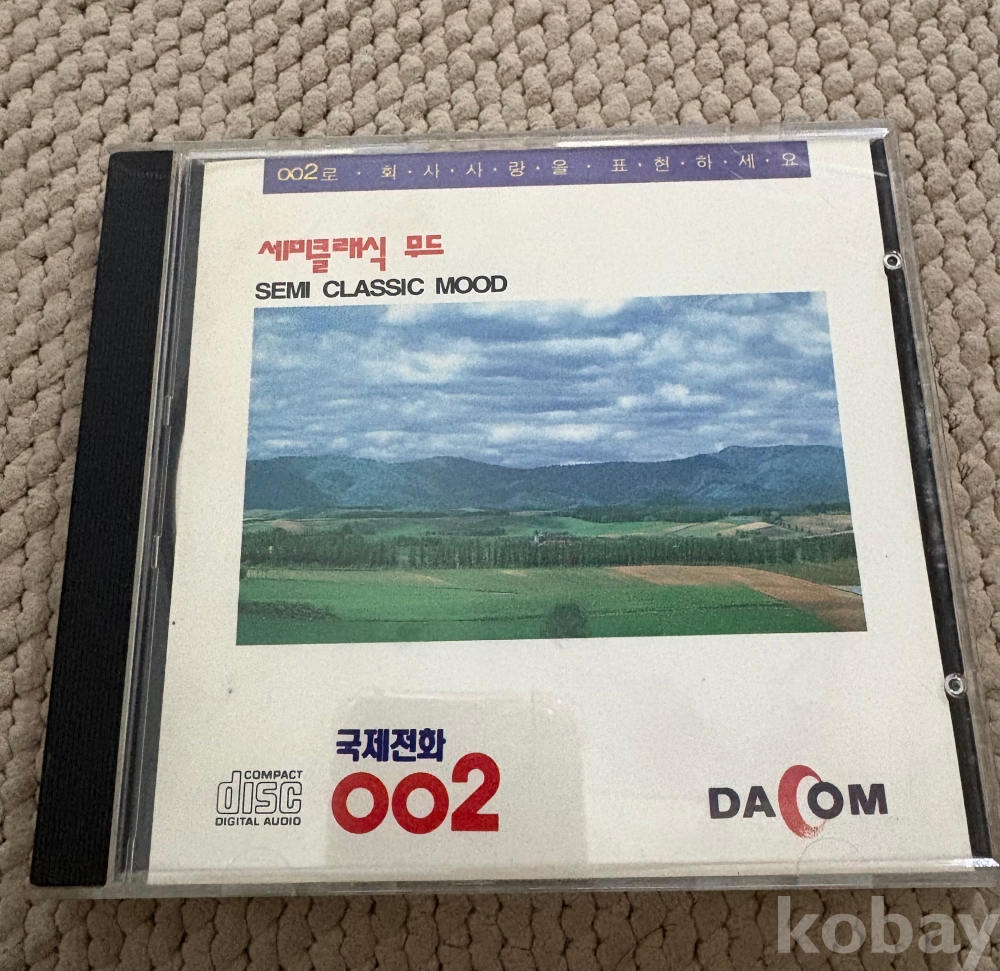 002로·회·사·사·랑·을·표·현·하·세·요
세미클래식 무드
SEMI CLASSIC MOOD
국제전화
002
COMPACT
disc
DIGITAL AUDIO
DACOM
kobay